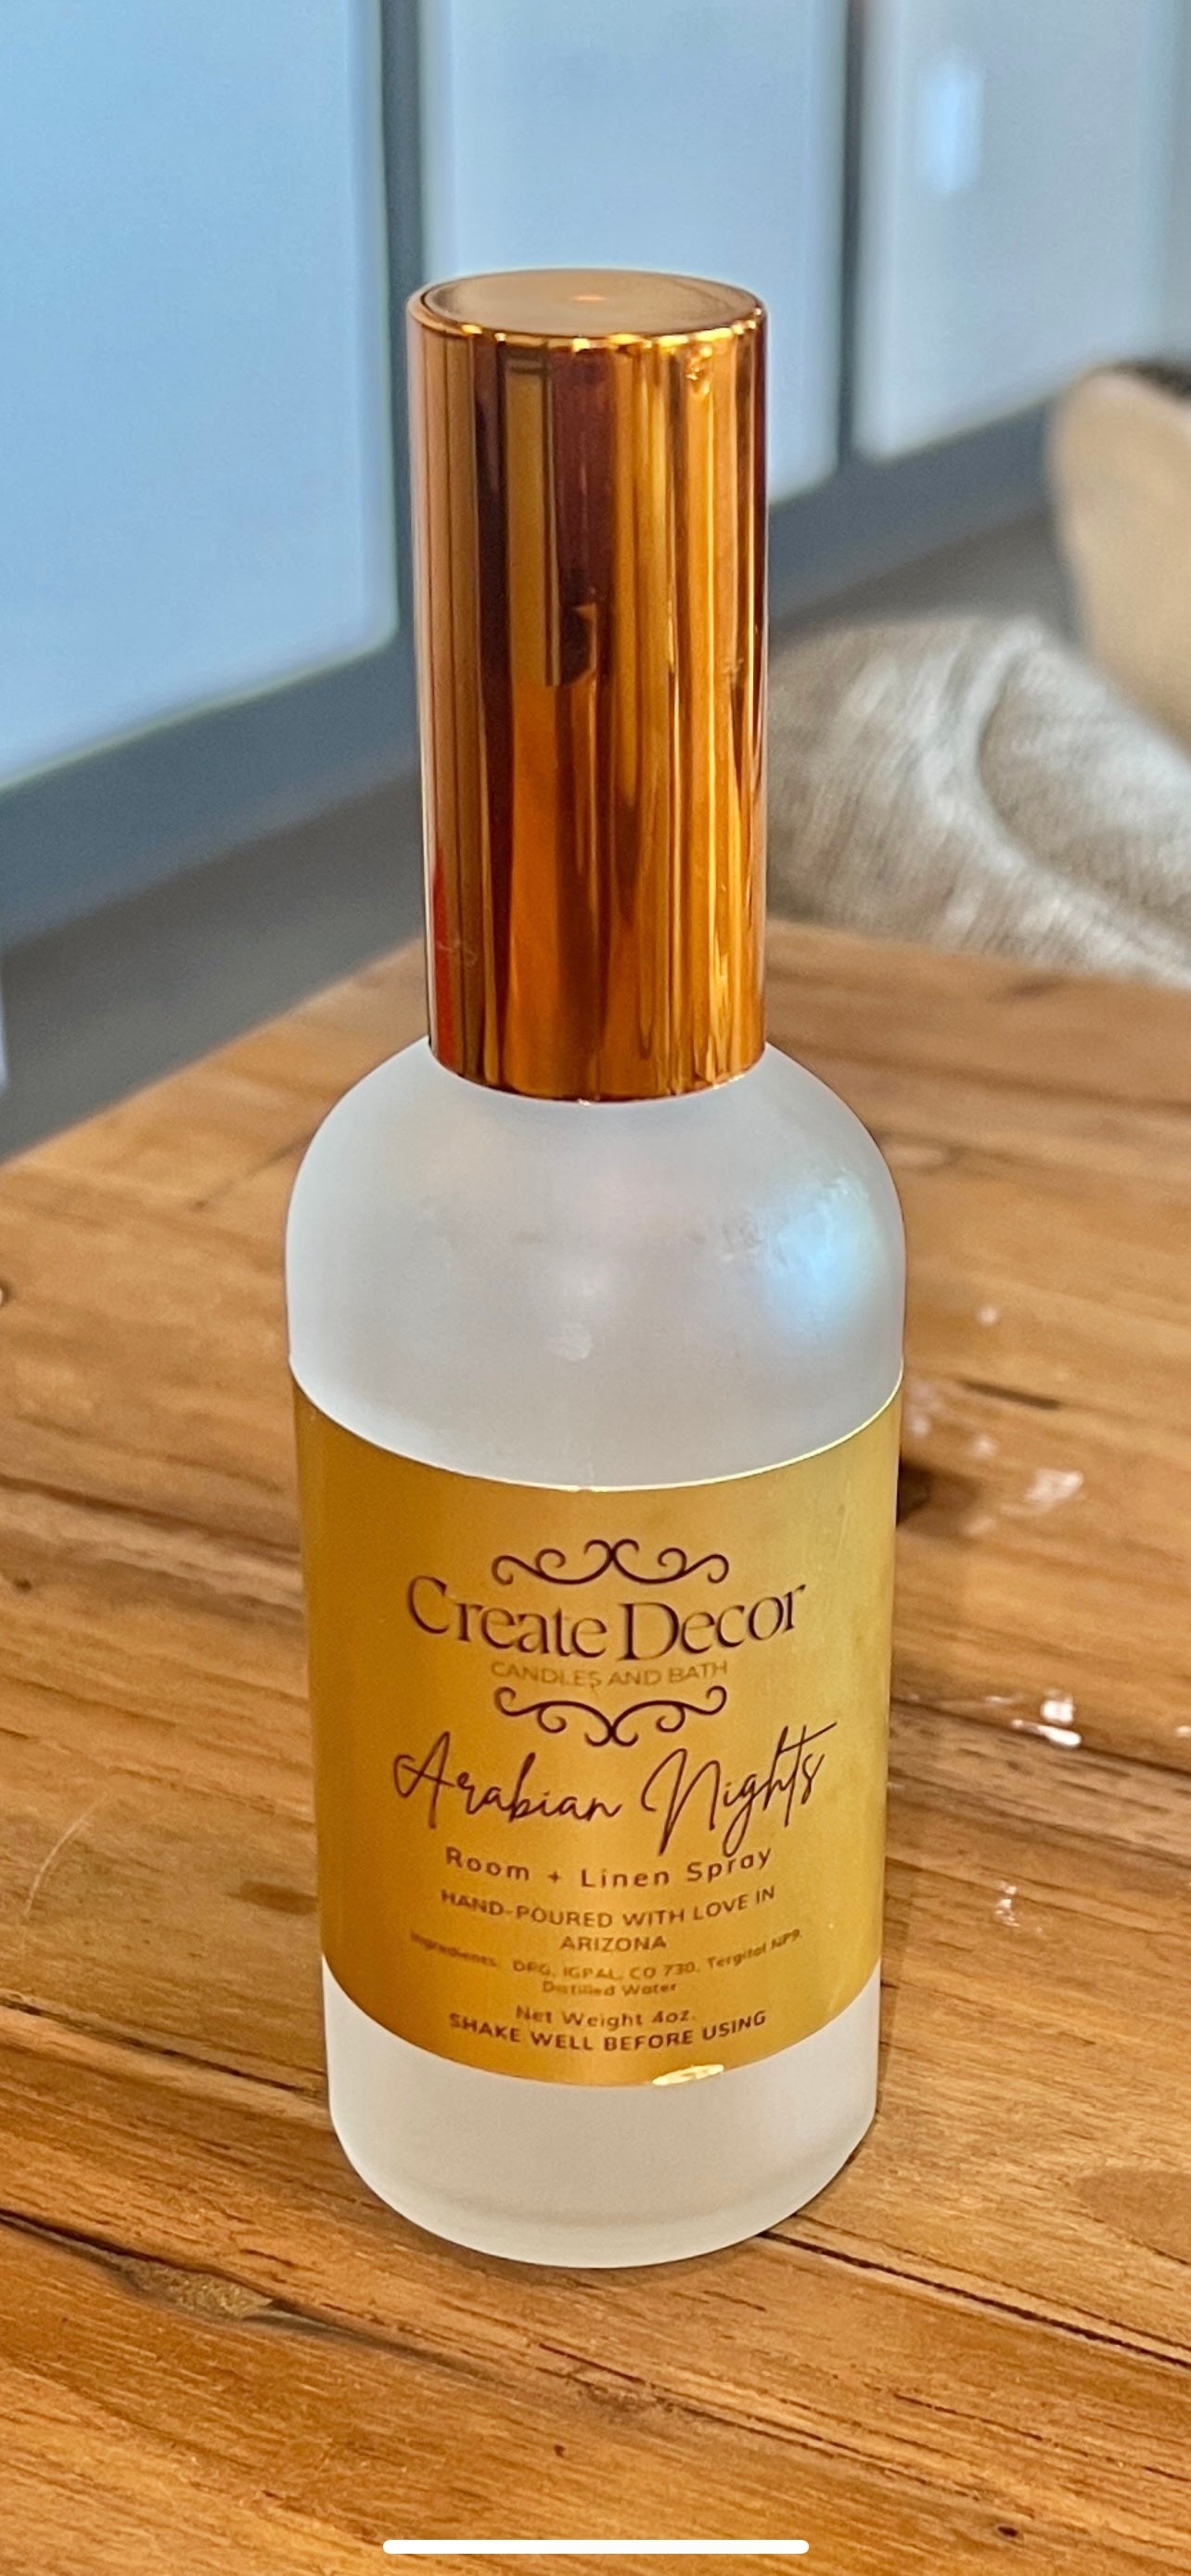 Create Decor
CANDLES AND BATH
Arabian Nights
Room + Linen Spray
HAND-POURED WITH LOVE IN
ARIZONA
Ingredients: DPG, IGPAL, CO 730, Tergitol NP9,
Distilled Water
Net Weight 4oz.
SHAKE WELL BEFORE USING